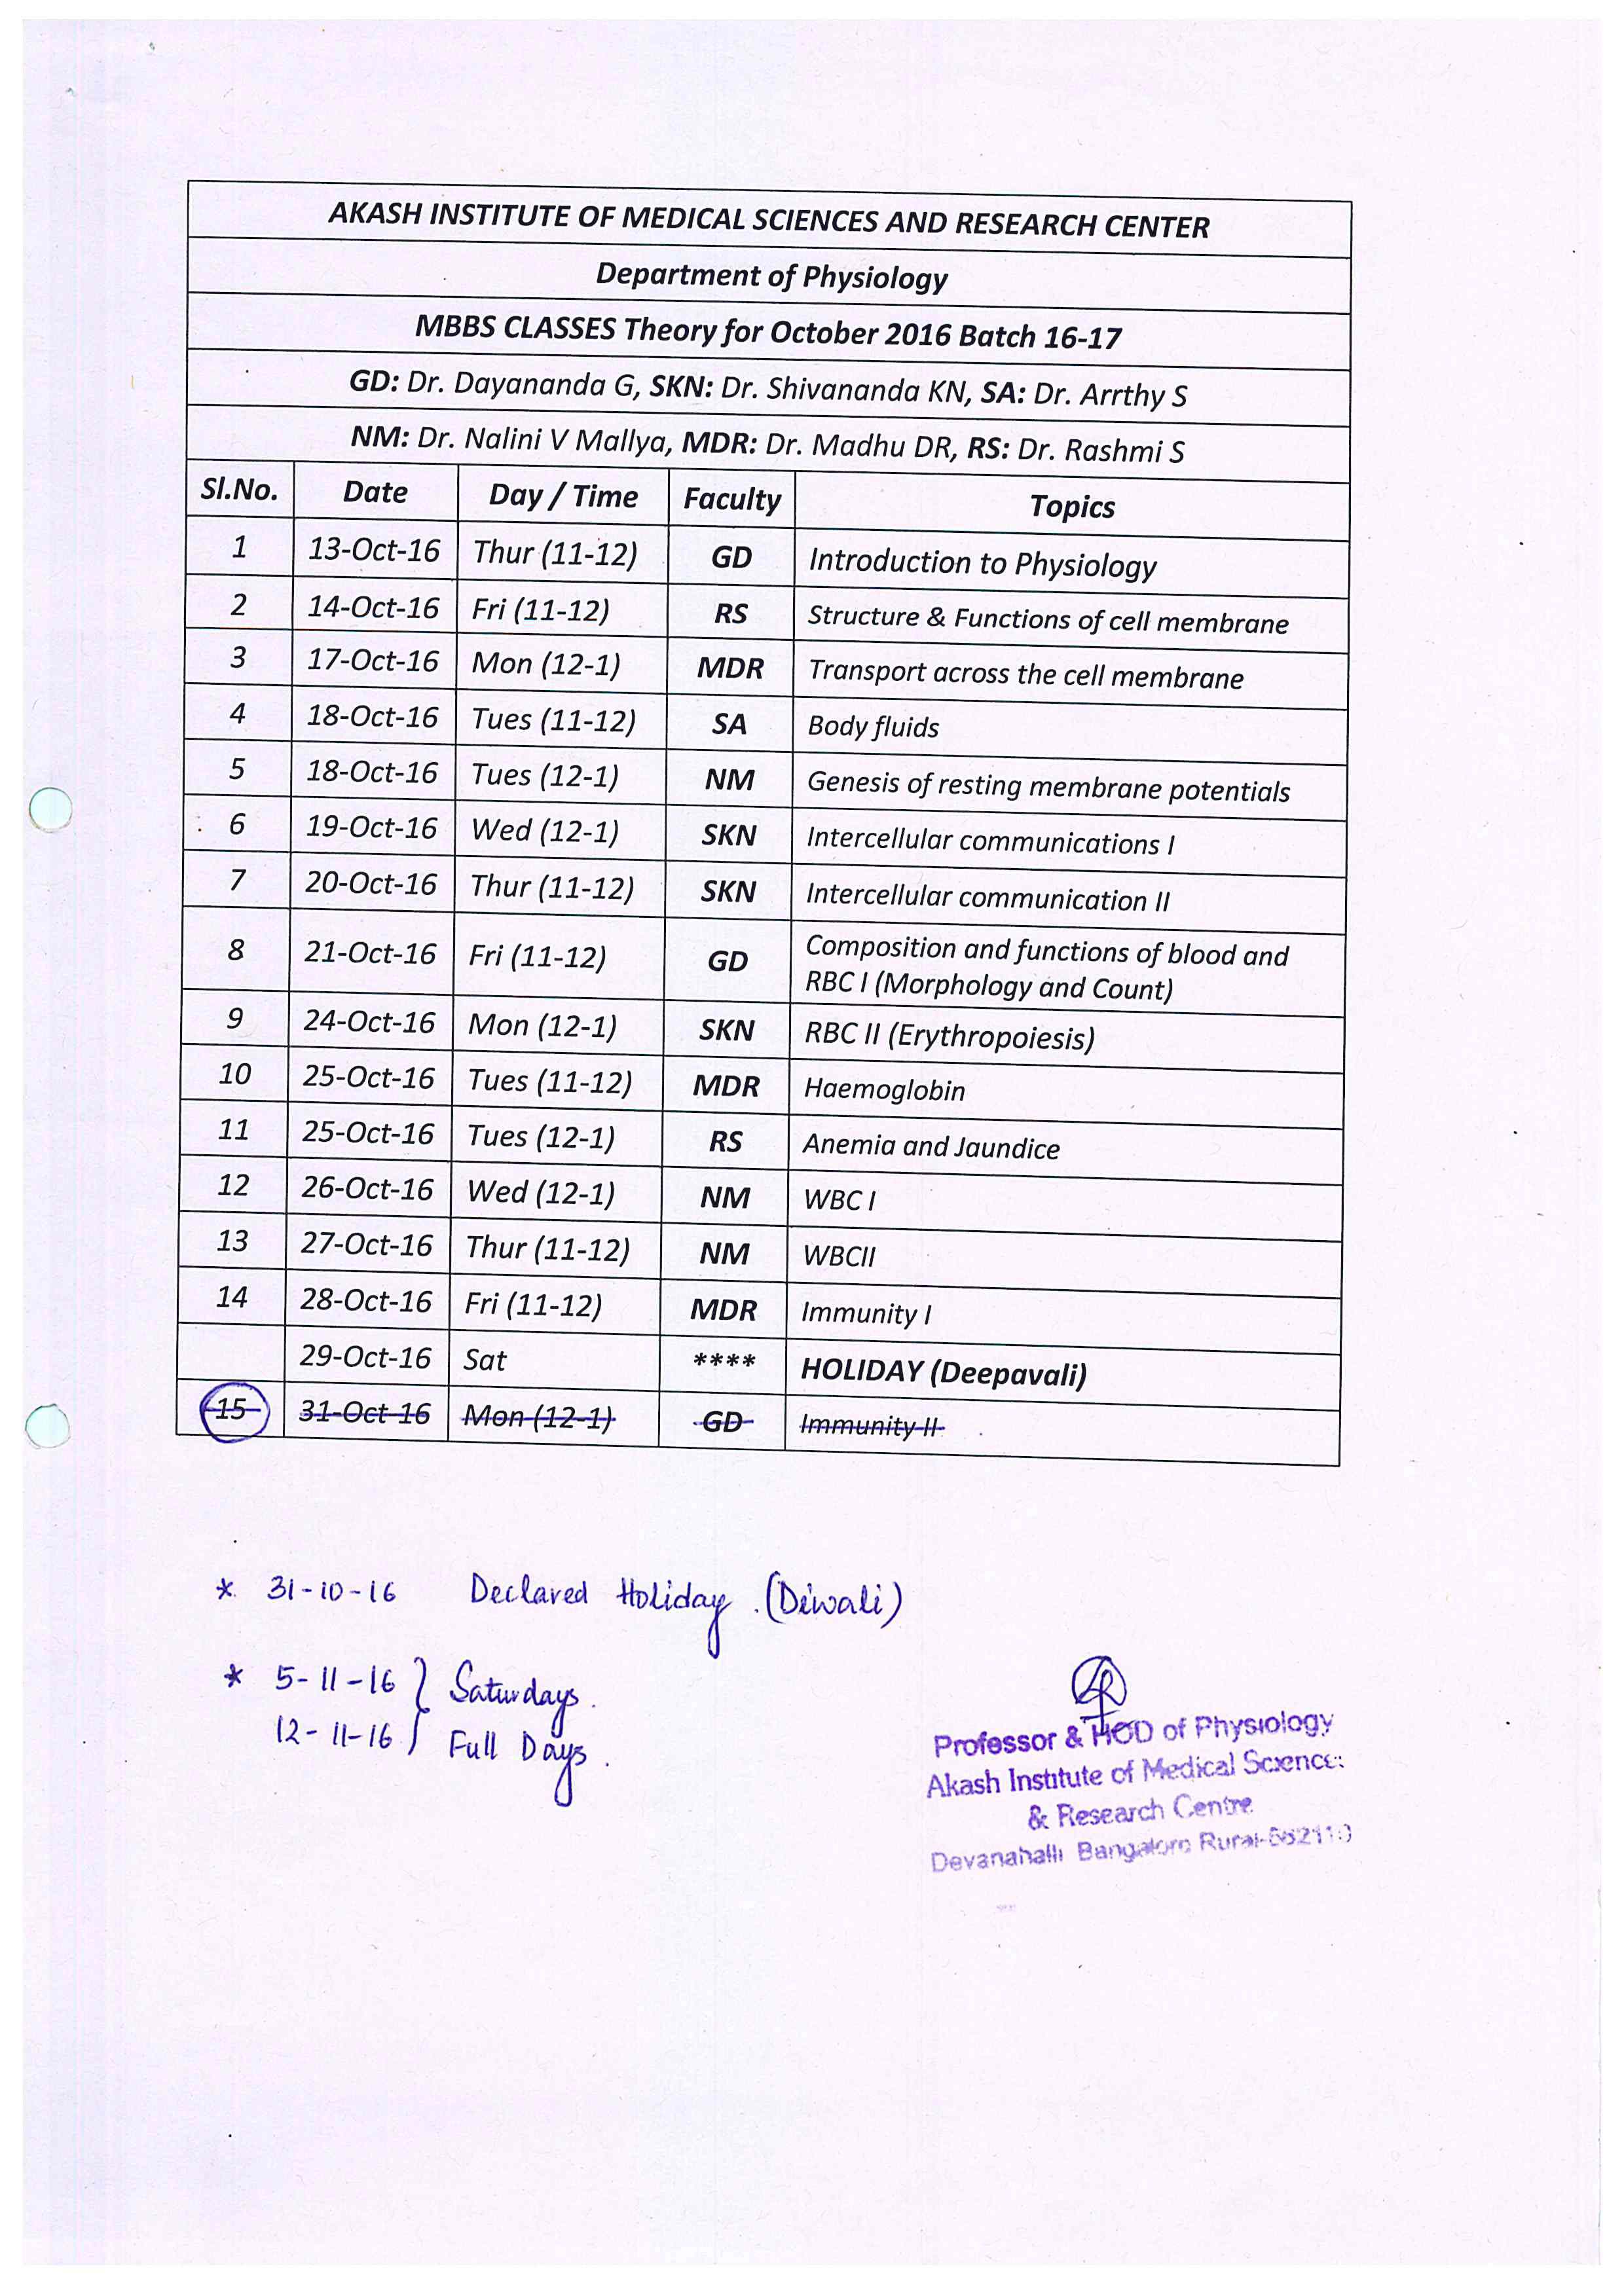 AKASH INSTITUTE OF MEDICAL SCIENCES AND RESEARCH CENTER
Department of Physiology
MBBS CLASSES Theory for October 2016 Batch 16-17
GD: Dr. Dayananda G, SKN: Dr. Shivananda KN, SA: Dr. Arrthy S
NM: Dr. Nalini V Mallya, MDR: Dr. Madhu DR, RS: Dr. Rashmi S
Sl.No. Date Day / Time Faculty Topics
1 13-Oct-16 Thur (11-12) GD Introduction to Physiology
2 14-Oct-16 Fri (11-12) RS Structure & Functions of cell membrane
3 17-Oct-16 Mon (12-1) MDR Transport across the cell membrane
4 18-Oct-16 Tues (11-12) SA Body fluids
5 18-Oct-16 Tues (12-1) NM Genesis of resting membrane potentials
6 19-Oct-16 Wed (12-1) SKN Intercellular communications I
7 20-Oct-16 Thur (11-12) SKN Intercellular communication II
8 21-Oct-16 Fri (11-12) GD Composition and functions of blood and
RBC I (Morphology and Count)
9 24-Oct-16 Mon (12-1) SKN RBC II (Erythropoiesis)
10 25-Oct-16 Tues (11-12) MDR Haemoglobin
11 25-Oct-16 Tues (12-1) RS Anemia and Jaundice
12 26-Oct-16 Wed (12-1) NM WBC I
13 27-Oct-16 Thur (11-12) NM WBCII
14 28-Oct-16 Fri (11-12) MDR Immunity I
29-Oct-16 Sat **** HOLIDAY (Deepavali)
15 31-Oct-16 Mon (12-1) GD Immunity II
* 31-10-16 Declared Holiday. (Diwali)
* 5-11-16 } Saturdays.
12-11-16 } Full Days.
Professor & HOD of Physiology
Akash Institute of Medical Sciences
& Research Centre
Devanahalli Bangalore Rural-562110